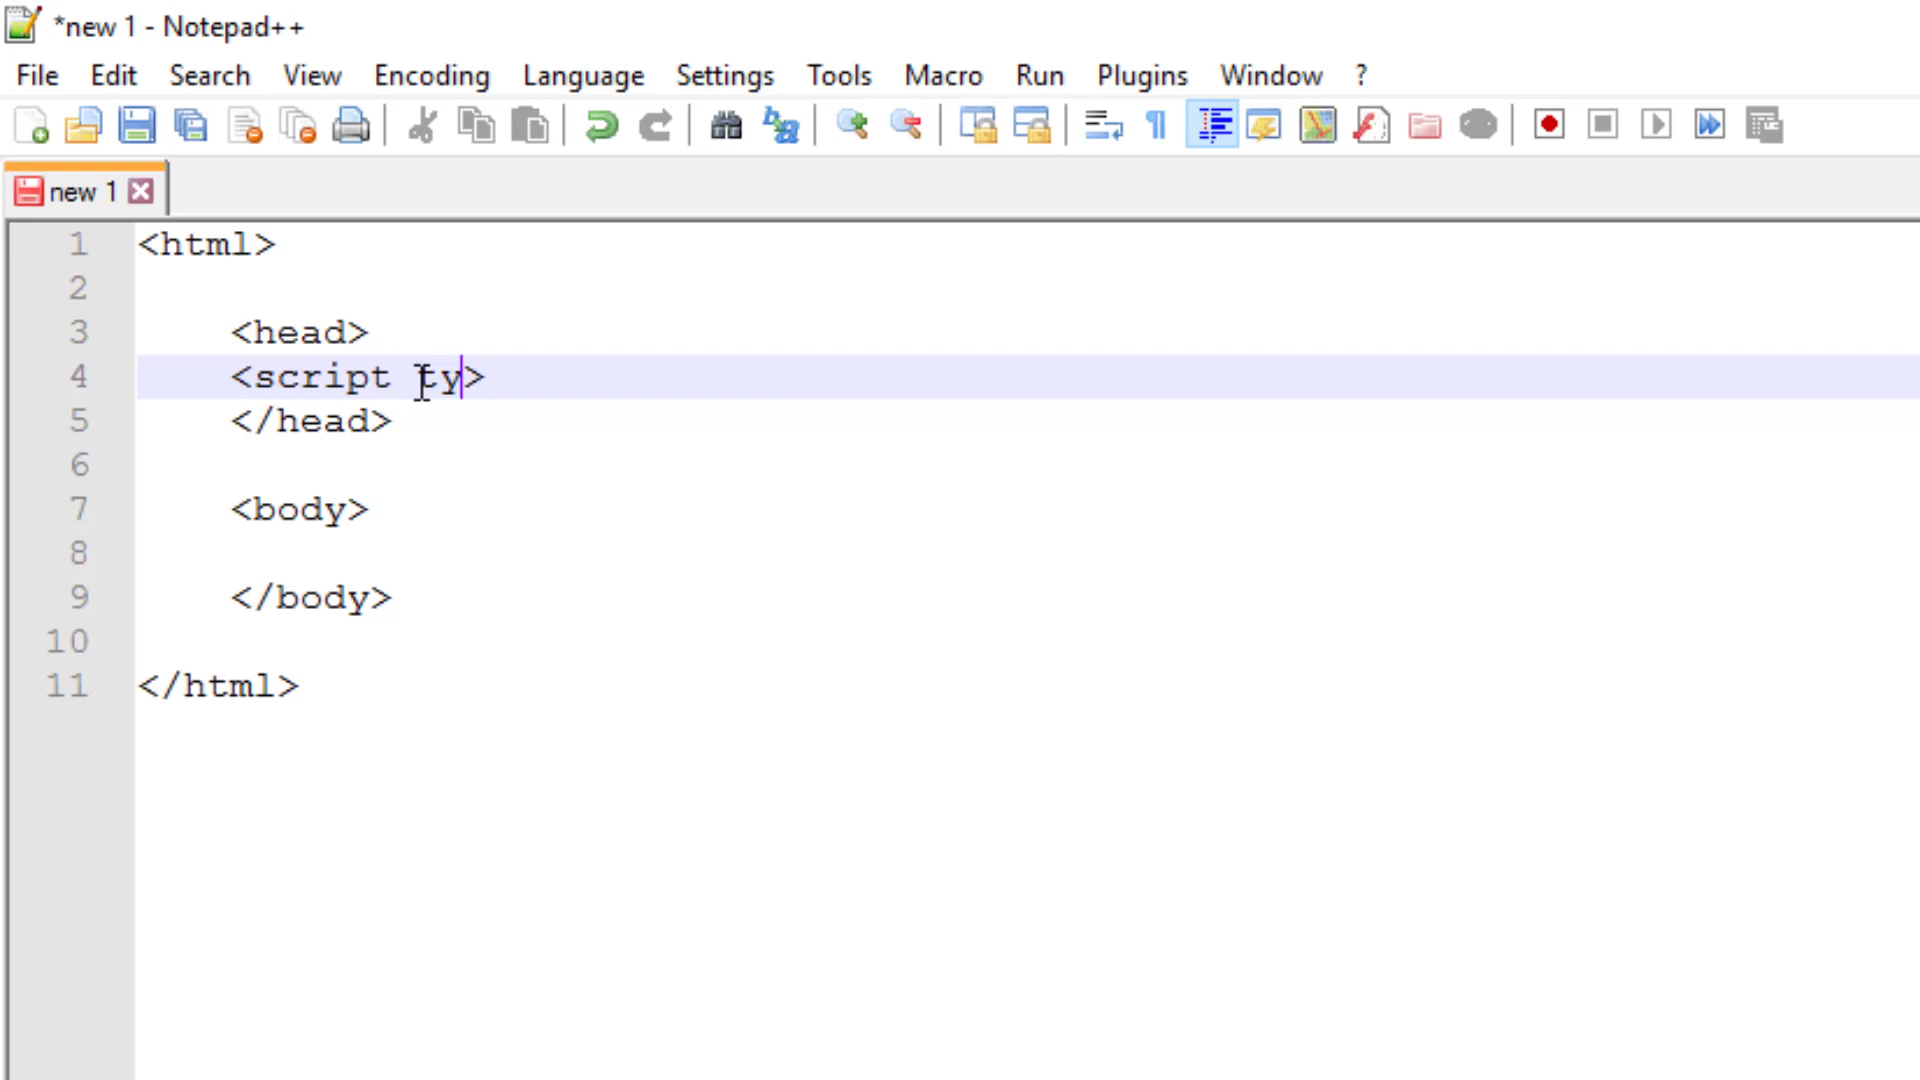 *new 1 - Notepad++
File Edit Search View Encoding Language Settings Tools Macro Run Plugins Window ?
new 1
1 <html>
2
3 <head>
4 <script ty>
5 </head>
6
7 <body>
8
9 </body>
10
11 </html>